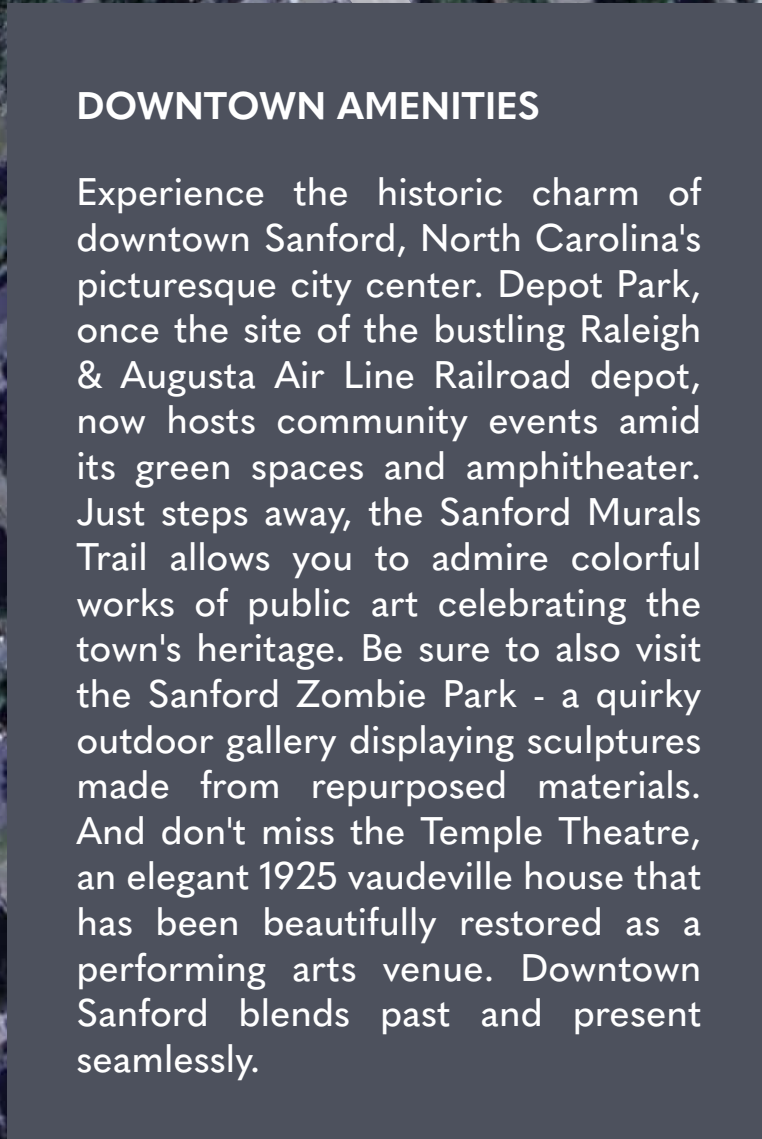 DOWNTOWN AMENITIES
Experience the historic charm of
downtown Sanford, North Carolina's
picturesque city center. Depot Park,
once the site of the bustling Raleigh
& Augusta Air Line Railroad depot,
now hosts community events amid
its green spaces and amphitheater.
Just steps away, the Sanford Murals
Trail allows you to admire colorful
works of public art celebrating the
town's heritage. Be sure to also visit
the Sanford Zombie Park - a quirky
outdoor gallery displaying sculptures
made from repurposed materials.
And don't miss the Temple Theatre,
an elegant 1925 vaudeville house that
has been beautifully restored as a
performing arts venue. Downtown
Sanford blends past and present
seamlessly.